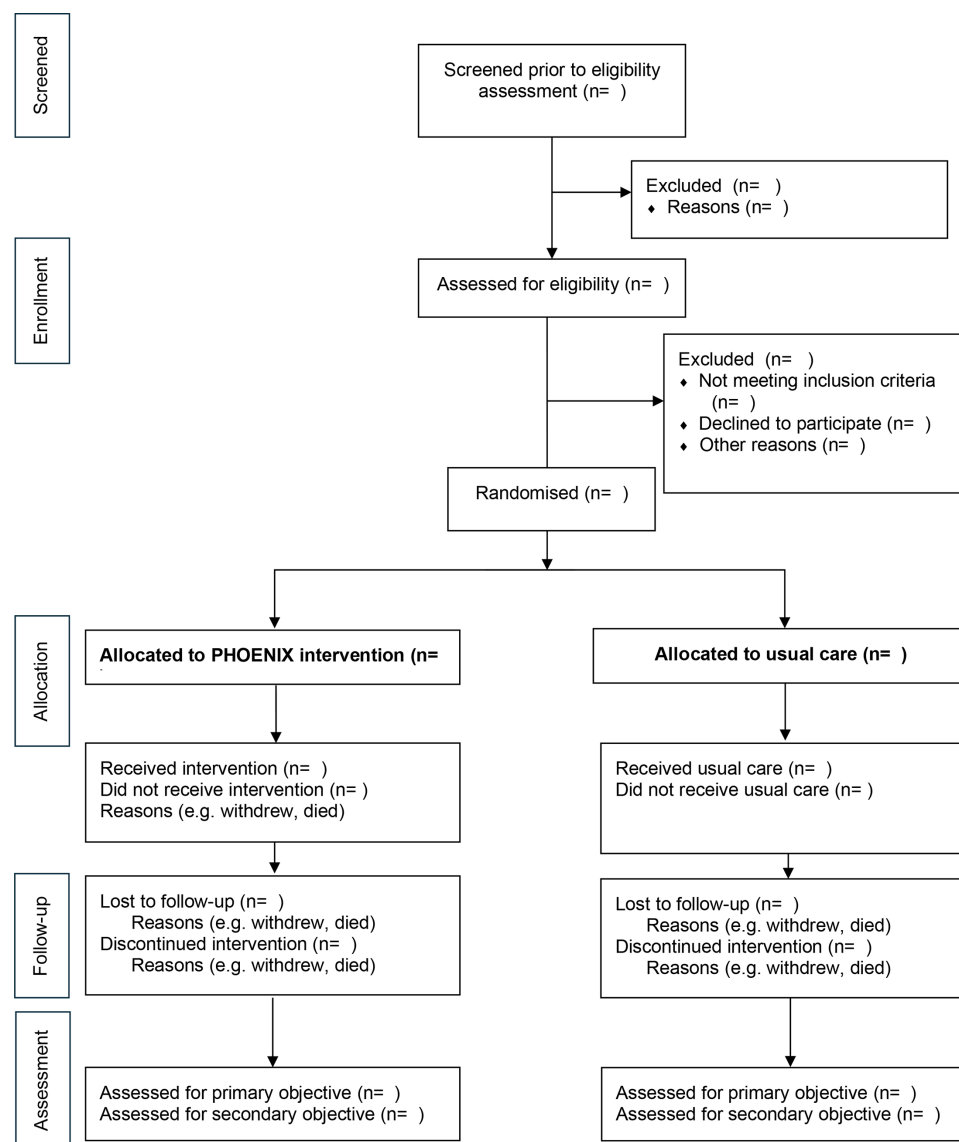 Screened
Screened prior to eligibility
assessment (n=  )
Excluded  (n=   )
♦ Reasons (n=  )
Enrollment
Assessed for eligibility (n=  )
Excluded  (n=   )
♦ Not meeting inclusion criteria
(n=  )
♦ Declined to participate (n=  )
♦ Other reasons (n=  )
Randomised (n=  )
Allocation
Allocated to PHOENIX intervention (n=
Allocated to usual care (n=  )
Received intervention (n=  )
Did not receive intervention (n=  )
Reasons (e.g. withdrew, died)
Received usual care (n=  )
Did not receive usual care (n=  )
Follow-up
Lost to follow-up (n=  )
Reasons (e.g. withdrew, died)
Discontinued intervention (n=  )
Reasons (e.g. withdrew, died)
Lost to follow-up (n=  )
Reasons (e.g. withdrew, died)
Discontinued intervention (n=  )
Reasons (e.g. withdrew, died)
Assessment
Assessed for primary objective (n=  )
Assessed for secondary objective (n=  )
Assessed for primary objective (n=  )
Assessed for secondary objective (n=  )